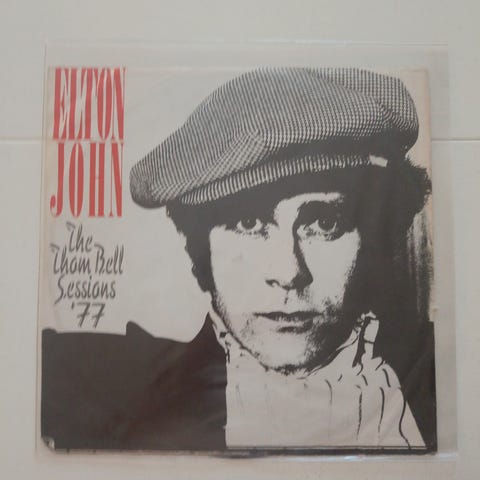 ELTON
JOHN
The
Thom Bell
Sessions
'77